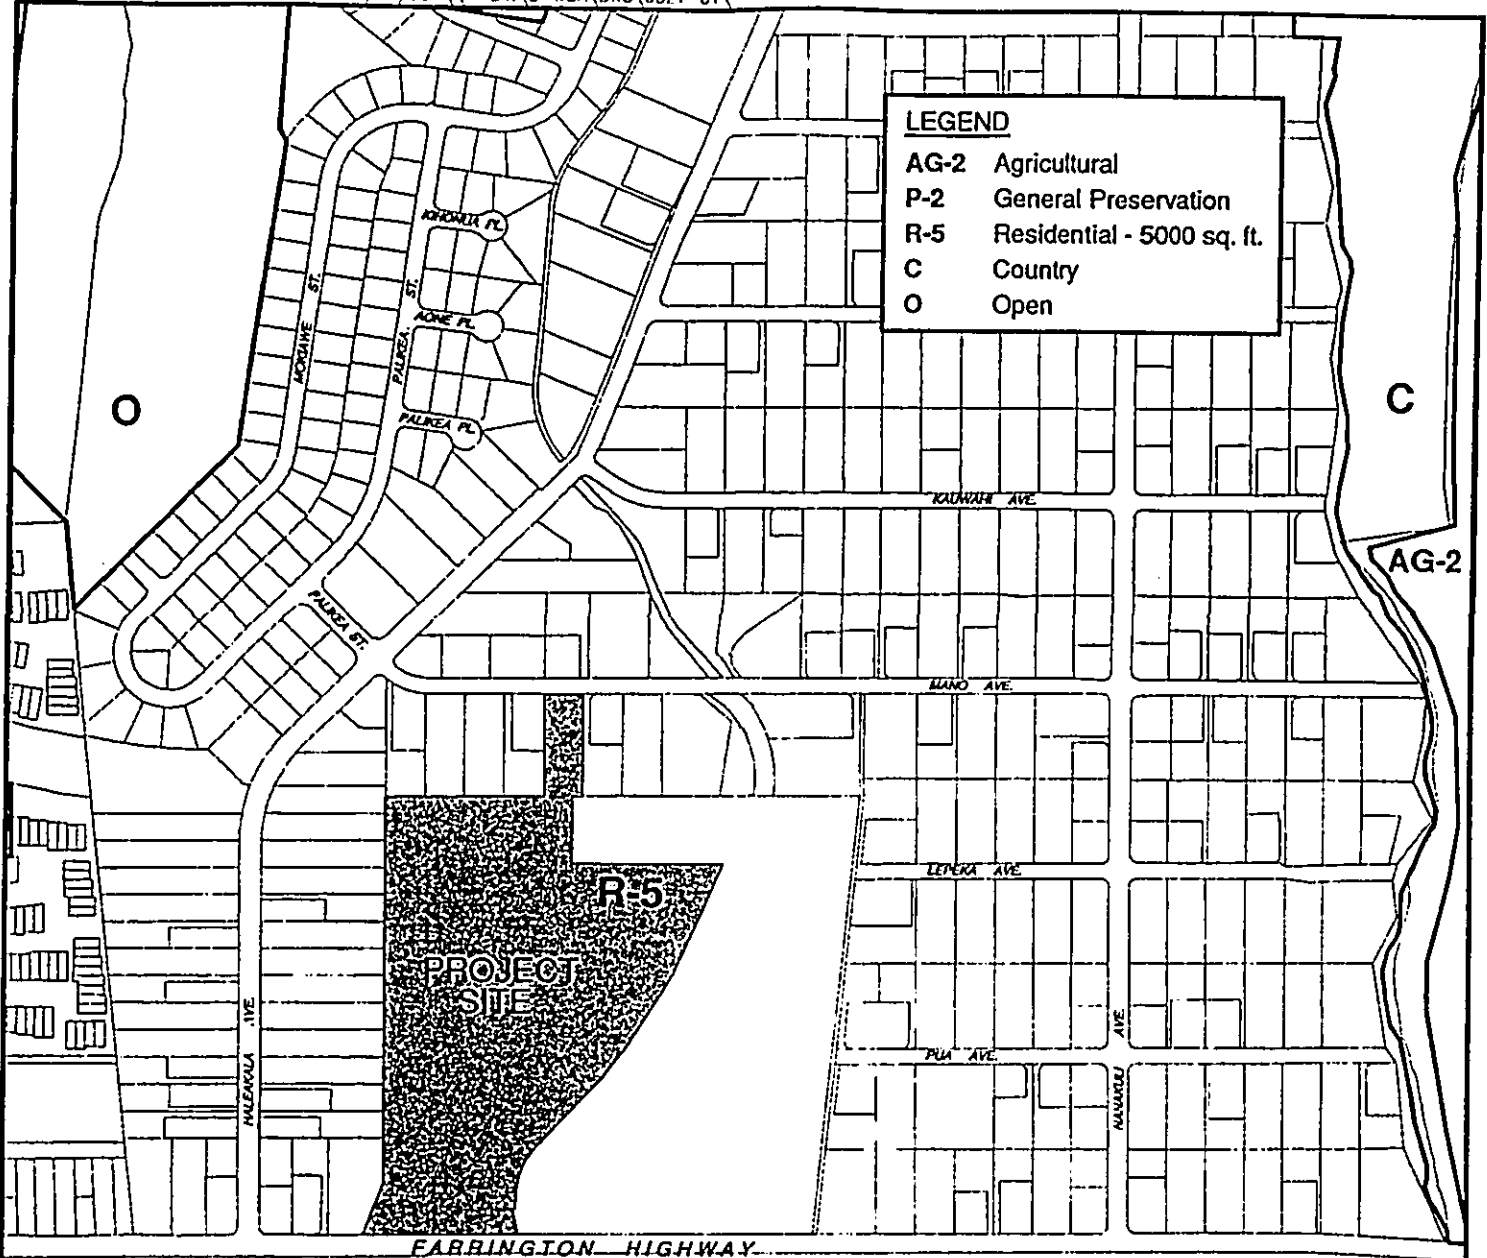 LEGEND
AG-2 Agricultural
P-2 General Preservation
R-5 Residential - 5000 sq. ft.
C Country
O Open
PL.
MOKIAWE ST.
PALIKEA ST.
AONE PL.
PALIKEA PL.
O
C
KAUWAHI AVE.
AG-2
PALIKEA ST.
MANO AVE.
LEPEKA AVE.
R-5
PROJECT
SITE
HALEAKALA AVE.
PUA AVE.
NANAKULI AVE.
FARRINGTON HIGHWAY